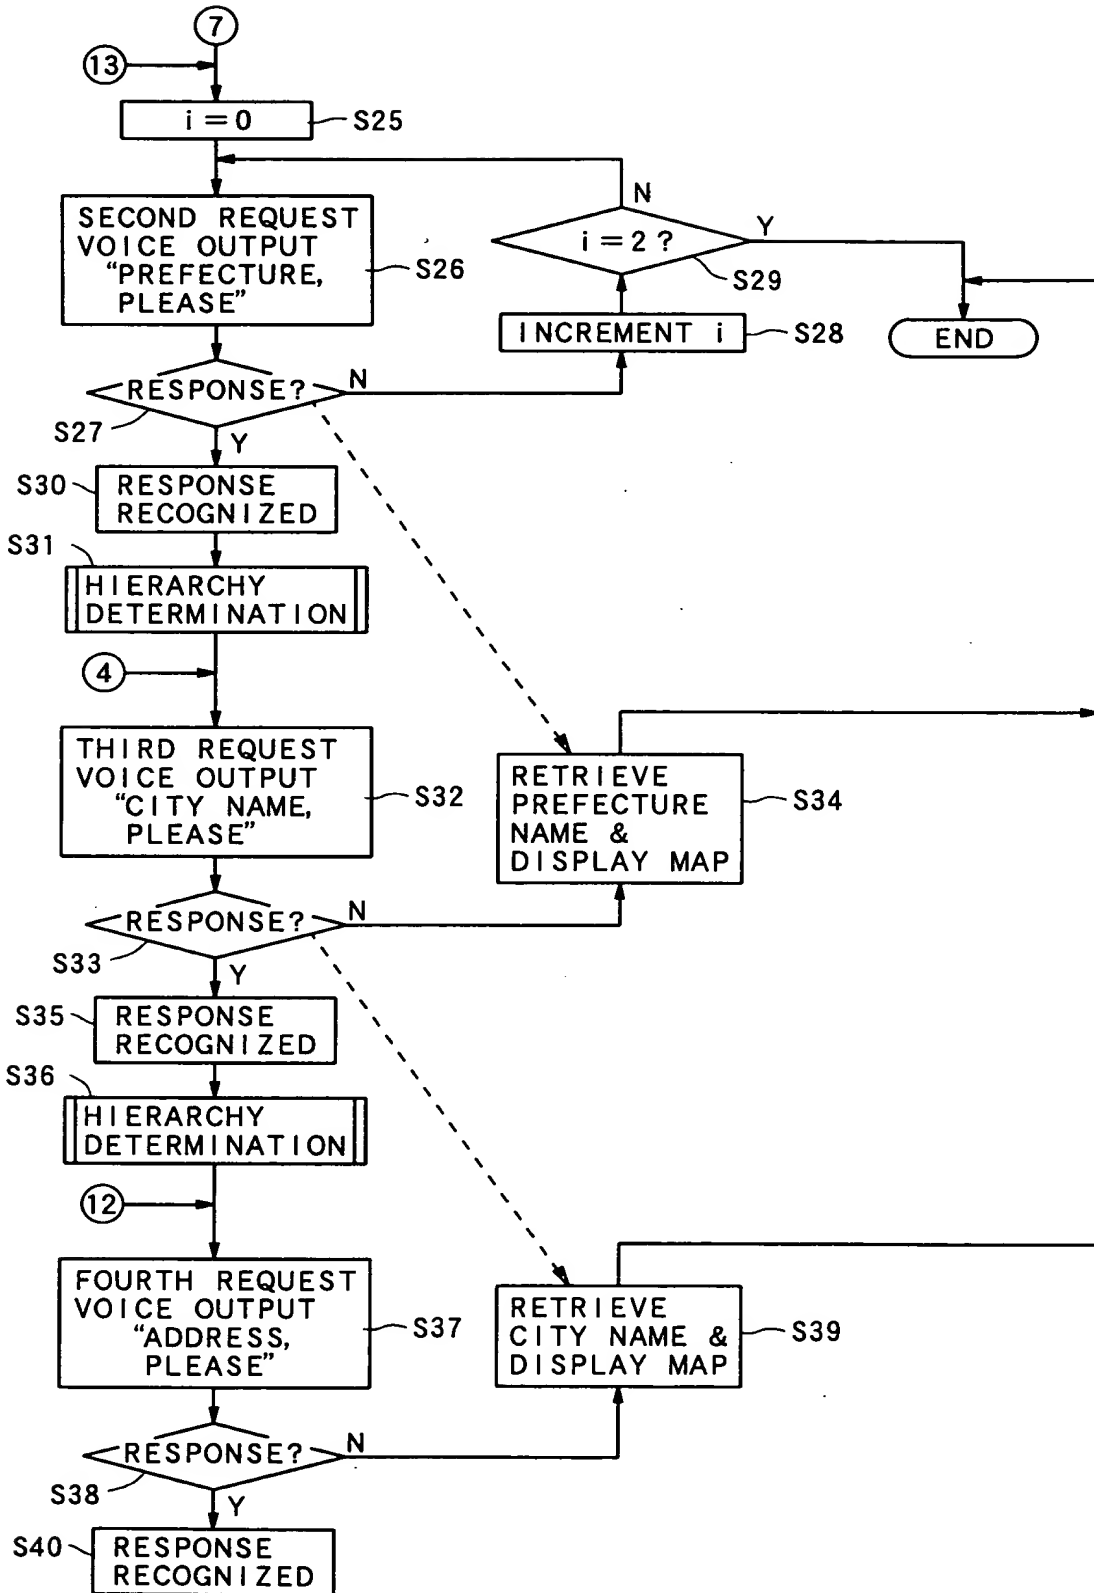 7
13
i=0
S25
SECOND REQUEST
VOICE OUTPUT
“PREFECTURE,
PLEASE”
S26
N
i=2?
Y
S29
INCREMENT i
S28
END
RESPONSE?
N
S27
Y
S30
RESPONSE
RECOGNIZED
S31
HIERARCHY
DETERMINATION
4
THIRD REQUEST
VOICE OUTPUT
“CITY NAME,
PLEASE”
S32
RETRIEVE
PREFECTURE
NAME &
DISPLAY MAP
S34
RESPONSE?
N
S33
Y
S35
RESPONSE
RECOGNIZED
S36
HIERARCHY
DETERMINATION
12
FOURTH REQUEST
VOICE OUTPUT
“ADDRESS,
PLEASE”
S37
RETRIEVE
CITY NAME &
DISPLAY MAP
S39
RESPONSE?
N
S38
Y
S40
RESPONSE
RECOGNIZED